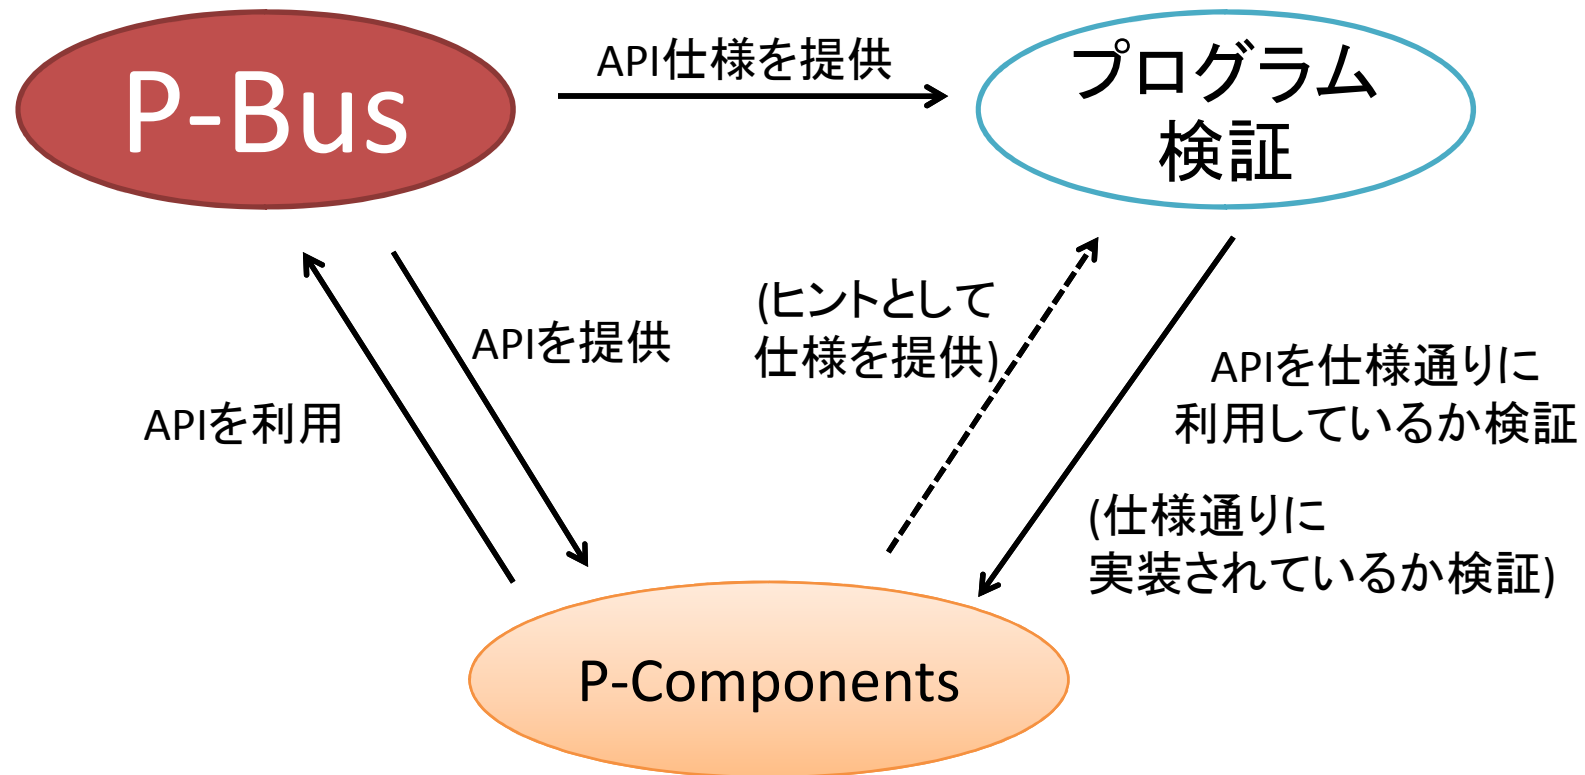 P-Bus
API仕様を提供
プログラム
検証
APIを提供
APIを利用
(ヒントとして
仕様を提供)
APIを仕様通りに
利用しているか検証
(仕様通りに
実装されているか検証)
P-Components